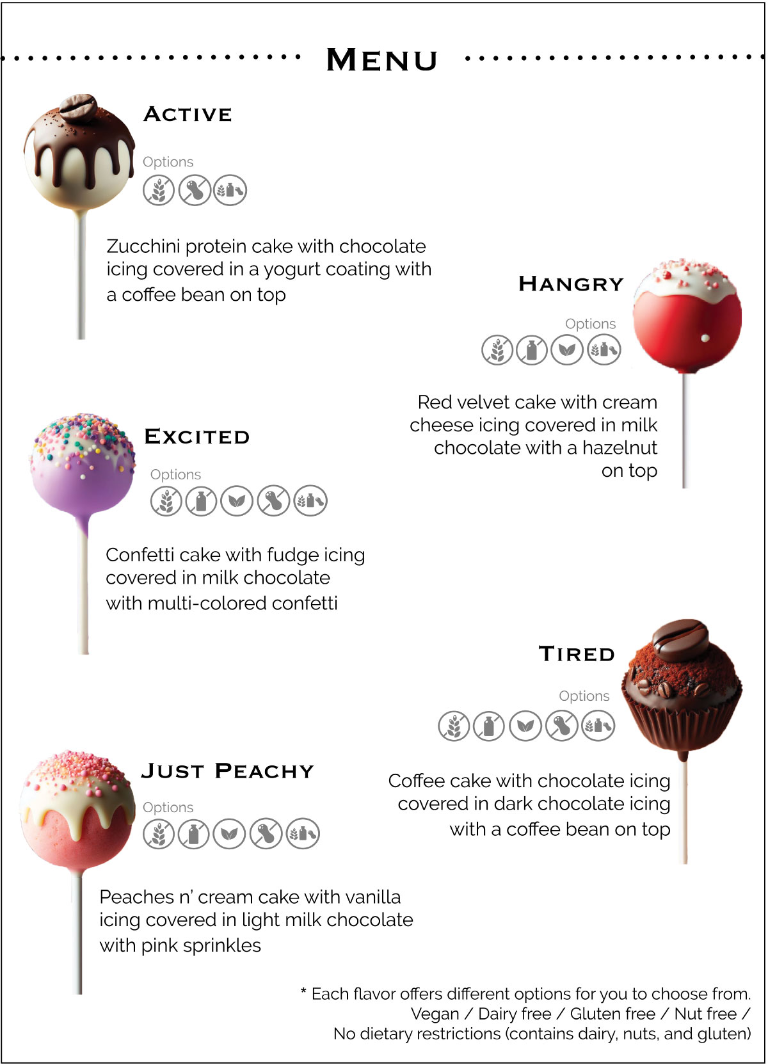 MENU
ACTIVE
Options
Zucchini protein cake with chocolate
icing covered in a yogurt coating with
a coffee bean on top
HANGRY
Options
Red velvet cake with cream
cheese icing covered in milk
chocolate with a hazelnut
on top
EXCITED
Options
Confetti cake with fudge icing
covered in milk chocolate
with multi-colored confetti
TIRED
Options
Coffee cake with chocolate icing
covered in dark chocolate icing
with a coffee bean on top
JUST PEACHY
Options
Peaches n' cream cake with vanilla
icing covered in light milk chocolate
with pink sprinkles
* Each flavor offers different options for you to choose from.
Vegan / Dairy free / Gluten free / Nut free /
No dietary restrictions (contains dairy, nuts, and gluten)